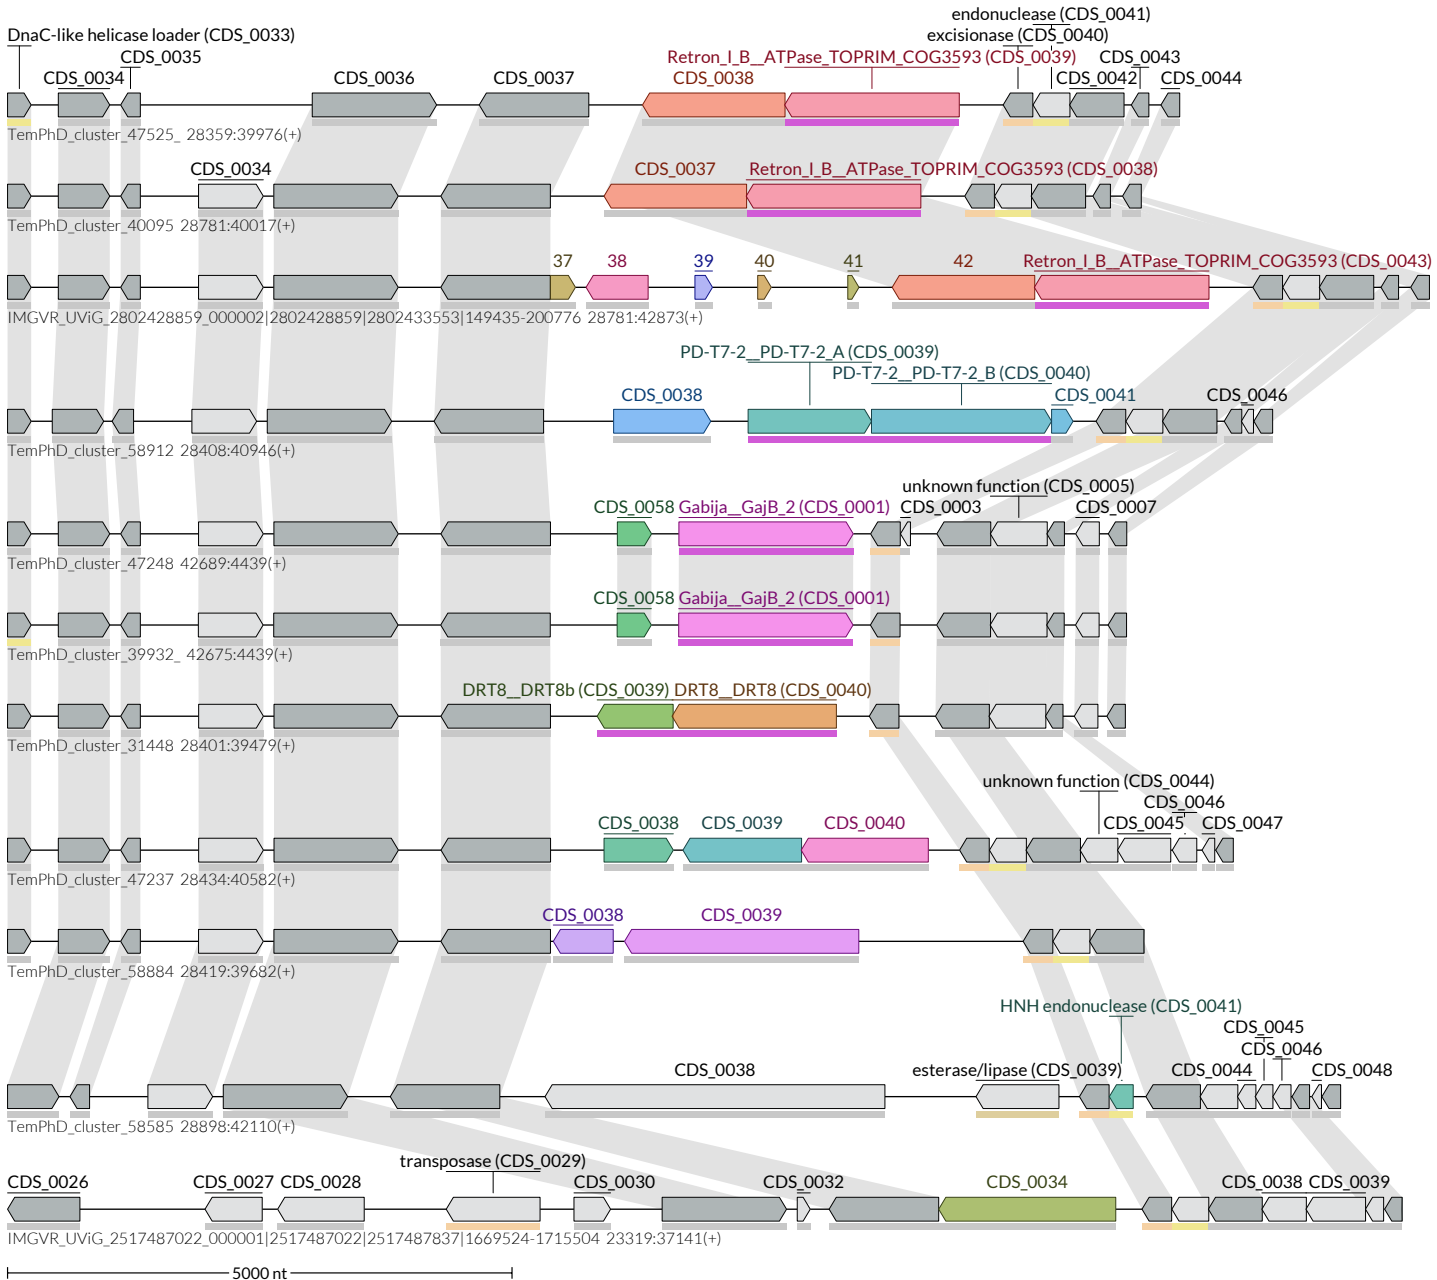 endonuclease (CDS_0041)
DnaC-like helicase loader (CDS_0033)
excisionase (CDS_0040)
CDS_0035
Retron_I_B__ATPase_TOPRIM_COG3593 (CDS_0039)
CDS_0043
CDS_0034
CDS_0036
CDS_0037
CDS_0038
CDS_0042
CDS_0044
TemPhD_cluster_47525_ 28359:39976(+)
CDS_0034
CDS_0037
Retron_I_B__ATPase_TOPRIM_COG3593 (CDS_0038)
TemPhD_cluster_40095 28781:40017(+)
37
38
39
40
41
42
Retron_I_B__ATPase_TOPRIM_COG3593 (CDS_0043)
IMGVR_UViG_2802428859_000002|2802428859|2802433553|149435-200776 28781:42873(+)
PD-T7-2__PD-T7-2_A (CDS_0039)
PD-T7-2__PD-T7-2_B (CDS_0040)
CDS_0038
CDS_0041
CDS_0046
TemPhD_cluster_58912 28408:40946(+)
unknown function (CDS_0005)
CDS_0058
Gabija__GajB_2 (CDS_0001)
CDS_0003
CDS_0007
TemPhD_cluster_47248 42689:4439(+)
CDS_0058
Gabija__GajB_2 (CDS_0001)
TemPhD_cluster_39932_ 42675:4439(+)
DRT8__DRT8b (CDS_0039)
DRT8__DRT8 (CDS_0040)
TemPhD_cluster_31448 28401:39479(+)
unknown function (CDS_0044)
CDS_0046
CDS_0038
CDS_0039
CDS_0040
CDS_0045
CDS_0047
TemPhD_cluster_47237 28434:40582(+)
CDS_0038
CDS_0039
TemPhD_cluster_58884 28419:39682(+)
HNH endonuclease (CDS_0041)
CDS_0045
CDS_0046
CDS_0038
esterase/lipase (CDS_0039)
CDS_0044
CDS_0048
TemPhD_cluster_58585 28898:42110(+)
transposase (CDS_0029)
CDS_0026
CDS_0027
CDS_0028
CDS_0030
CDS_0032
CDS_0034
CDS_0038
CDS_0039
IMGVR_UViG_2517487022_000001|2517487022|2517487837|1669524-1715504 23319:37141(+)
5000 nt